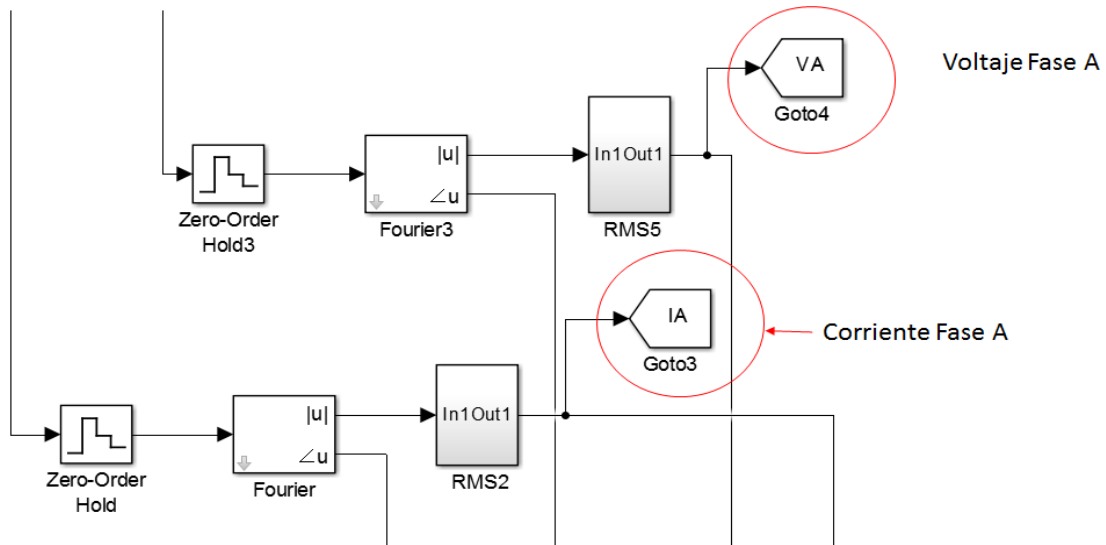 VA
Voltaje Fase A
Goto4
|u|
∠u
In1Out1
Zero-Order
Hold3
Fourier3
RMS5
IA
Corriente Fase A
Goto3
|u|
∠u
In1Out1
Zero-Order
Hold
Fourier
RMS2